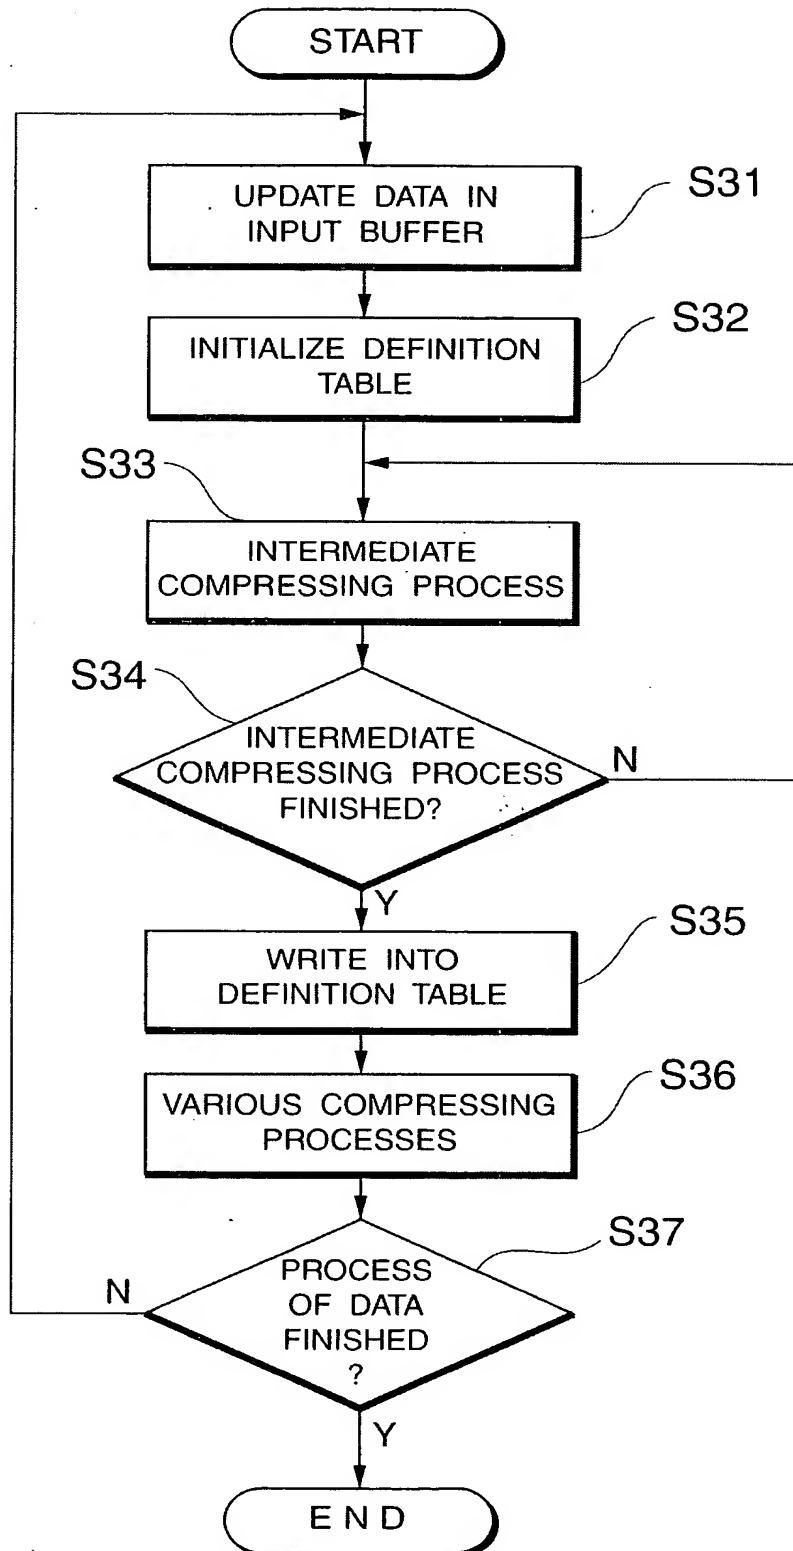 START
UPDATE DATA IN
INPUT BUFFER
S31
INITIALIZE DEFINITION
TABLE
S32
S33
INTERMEDIATE
COMPRESSING PROCESS
S34
INTERMEDIATE
COMPRESSING PROCESS
FINISHED?
N
Y
WRITE INTO
DEFINITION TABLE
S35
VARIOUS COMPRESSING
PROCESSES
S36
PROCESS
OF DATA
FINISHED
?
S37
N
Y
END